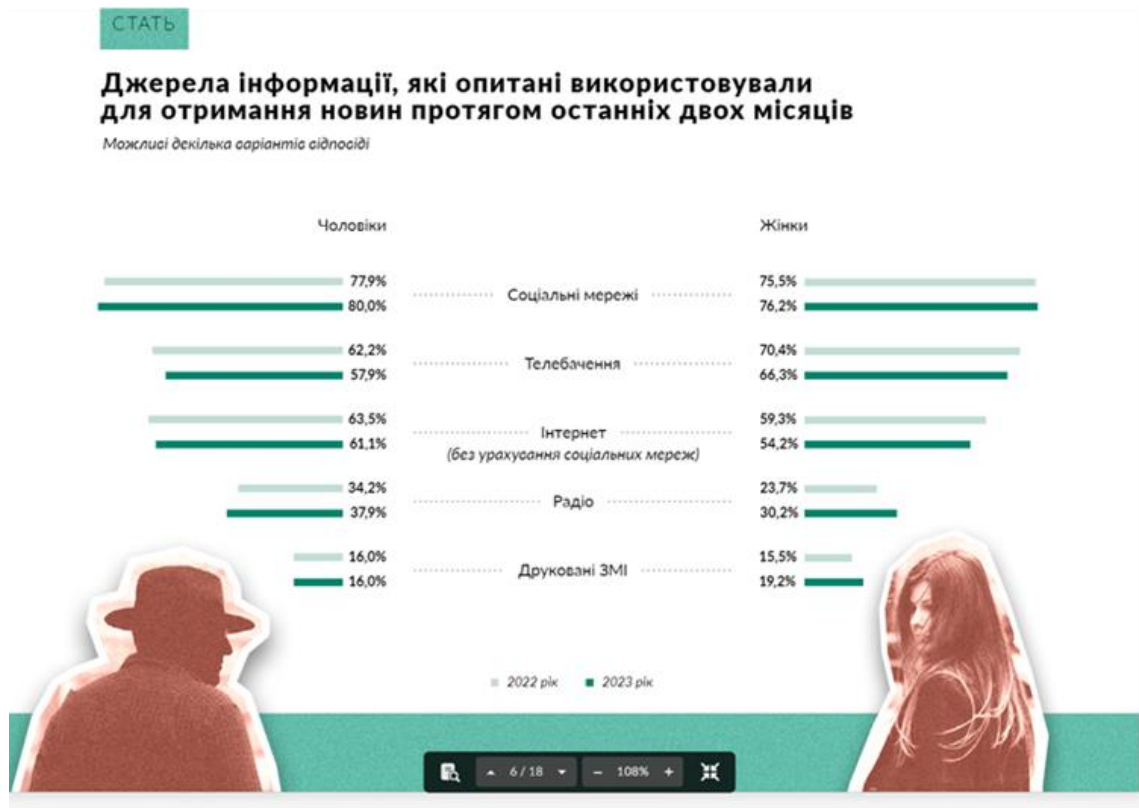 СТАТЬ
Джерела інформації, які опитані використовували
для отримання новин протягом останніх двох місяців
Можливі декілька варіантів відповіді
Чоловіки
Жінки
77,9%
80,0%
Соціальні мережі
75,5%
76,2%
62,2%
57,9%
Телебачення
70,4%
66,3%
63,5%
61,1%
Інтернет
(без урахування соціальних мереж)
59,3%
54,2%
34,2%
37,9%
Радіо
23,7%
30,2%
16,0%
16,0%
Друковані ЗМІ
15,5%
19,2%
2022 рік
2023 рік
6 / 18
108%